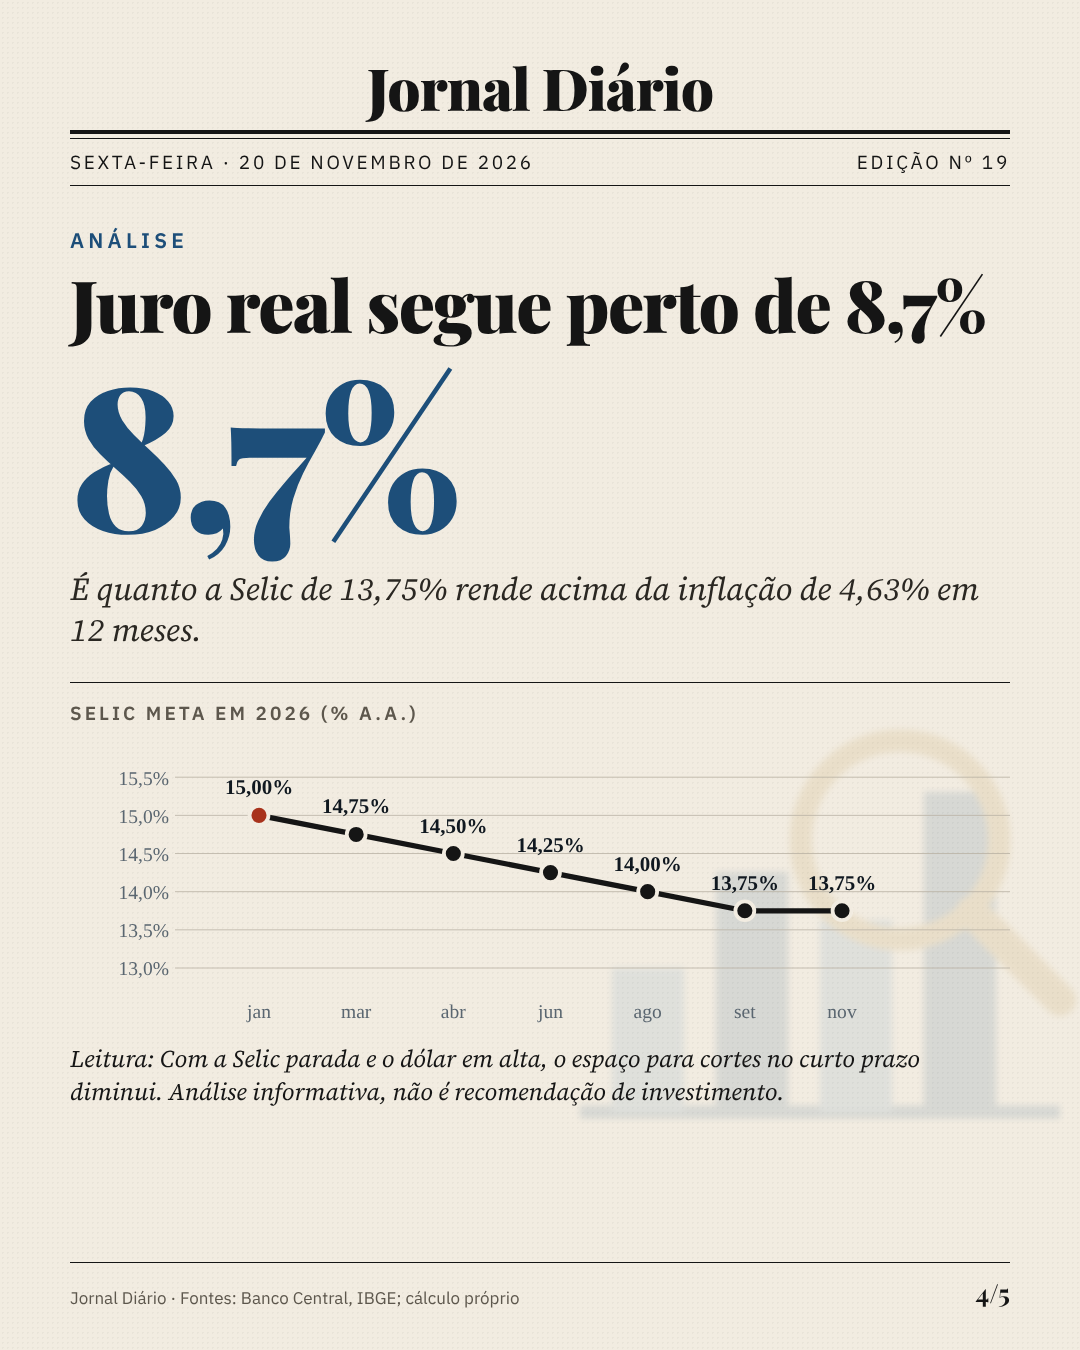 Jornal Diário
SEXTA-FEIRA · 20 DE NOVEMBRO DE 2026
EDIÇÃO Nº 19
ANÁLISE
Juro real segue perto de 8,7%
8,7%
É quanto a Selic de 13,75% rende acima da inflação de 4,63% em
12 meses.
SELIC META EM 2026 (% A.A.)
15,5%
15,0%
14,5%
14,0%
13,5%
13,0%
15,00%
14,75%
14,50%
14,25%
14,00%
13,75%
13,75%
jan
mar
abr
jun
ago
set
nov
Leitura: Com a Selic parada e o dólar em alta, o espaço para cortes no curto prazo
diminui. Análise informativa, não é recomendação de investimento.
Jornal Diário · Fontes: Banco Central, IBGE; cálculo próprio
4/5